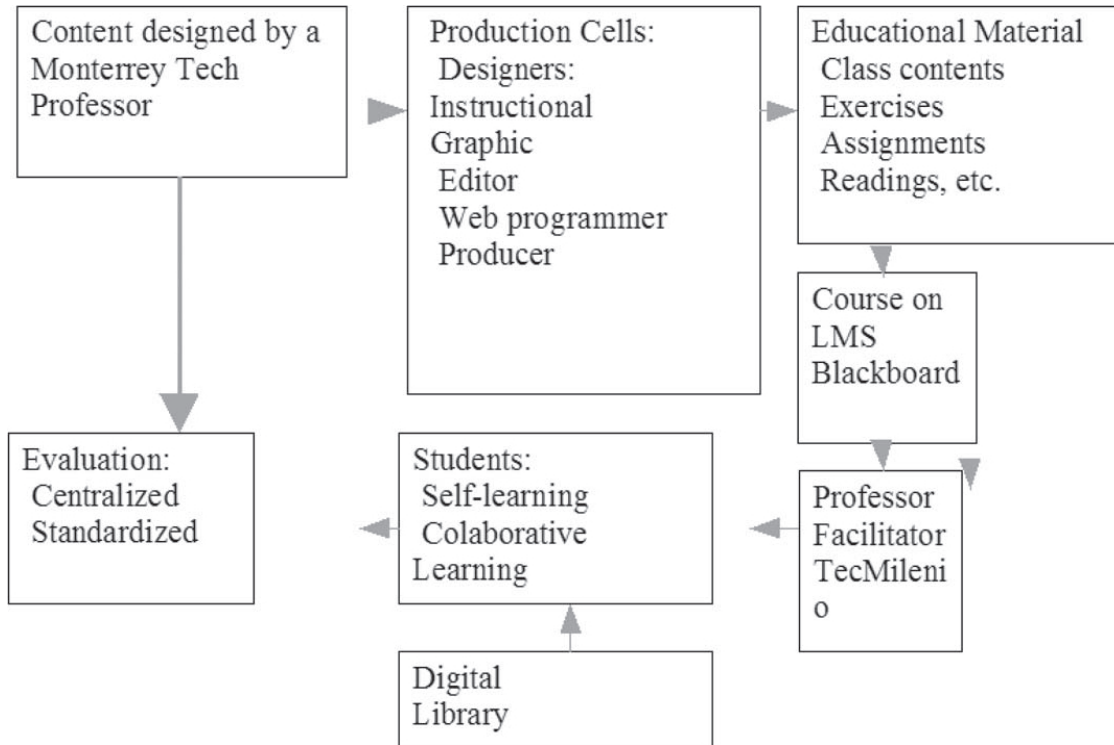 Content designed by a
Monterrey Tech
Professor
Production Cells:
Designers:
Instructional
Graphic
Editor
Web programmer
Producer
Educational Material
Class contents
Exercises
Assignments
Readings, etc.
Course on
LMS
Blackboard
Evaluation:
Centralized
Standardized
Students:
Self-learning
Colaborative
Learning
Professor
Facilitator
TecMileni
o
Digital
Library